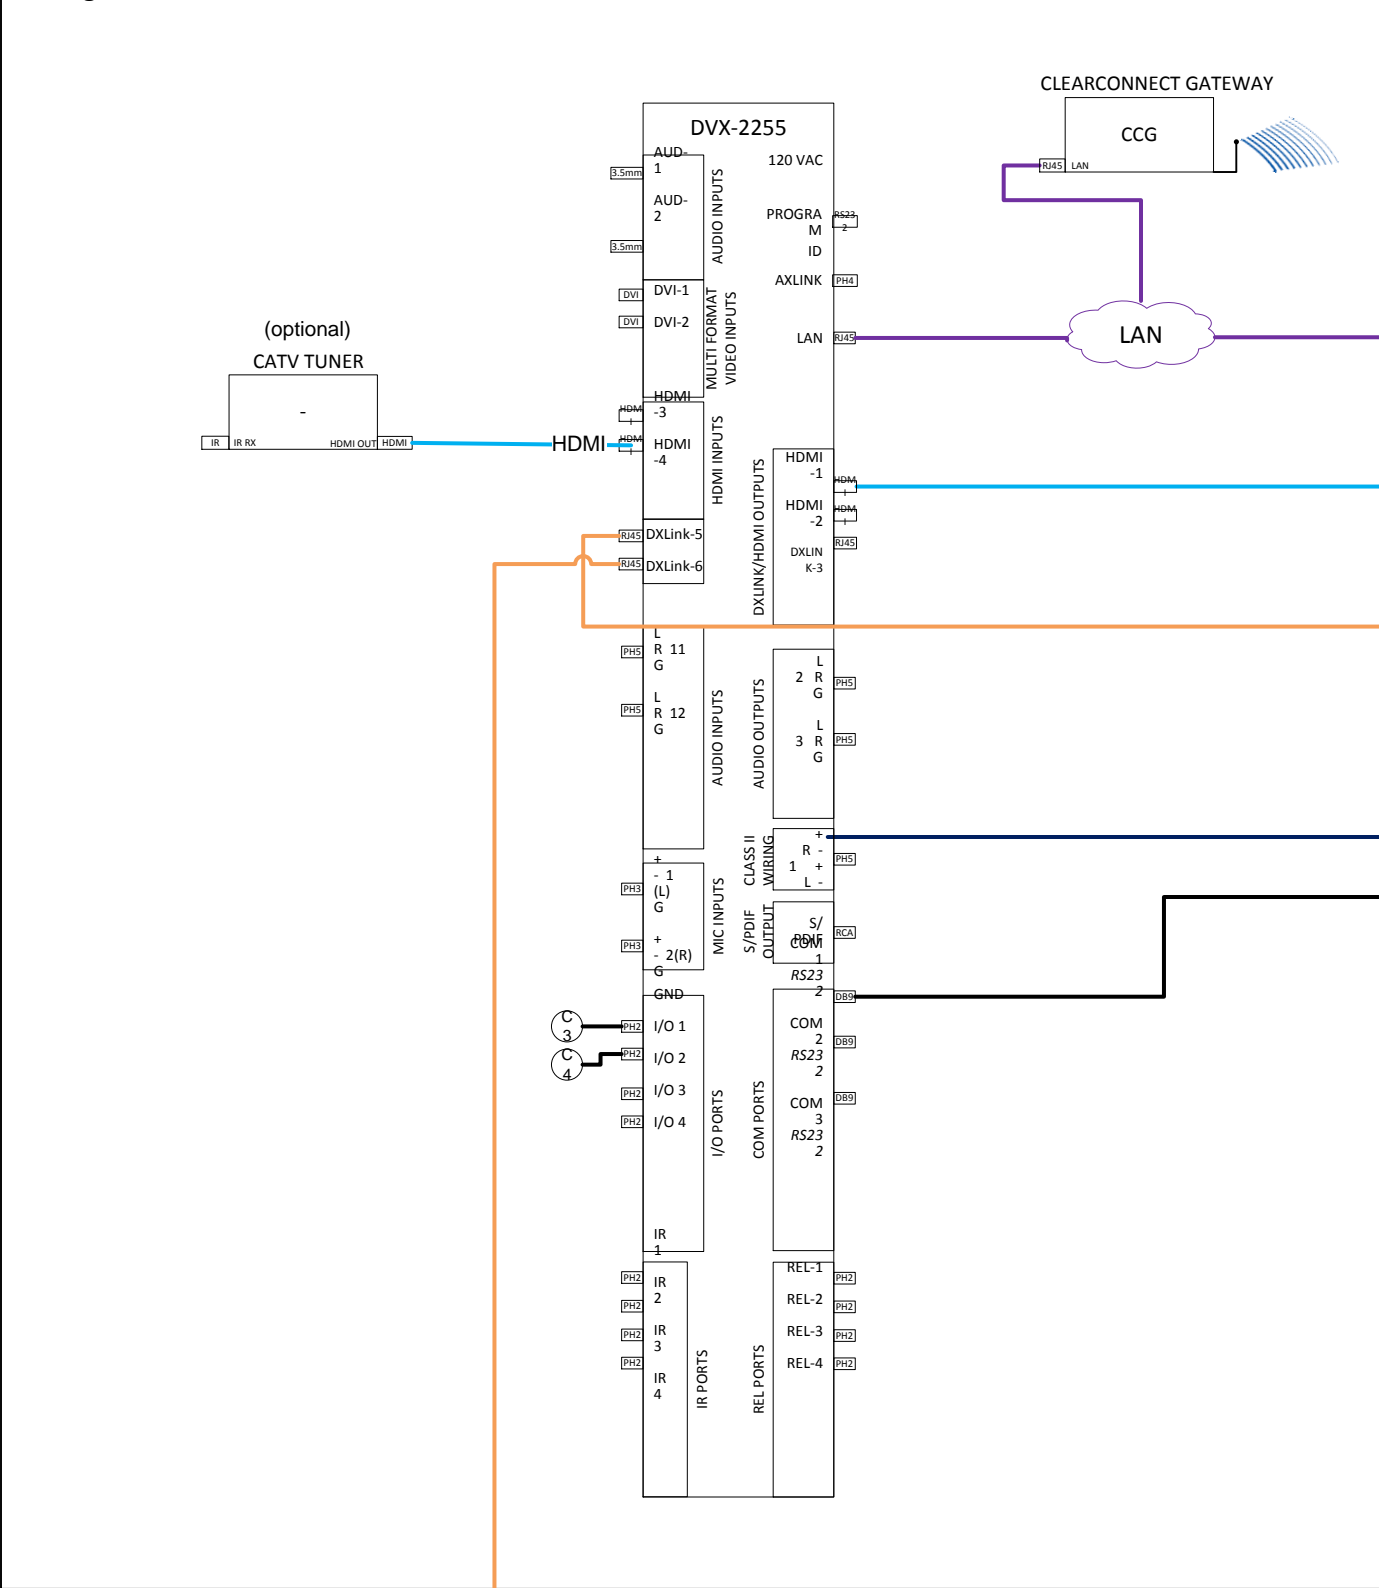 CLEARCONNECT GATEWAY
CCG
RJ45 LAN
LAN
(optional)
CATV TUNER
-
IR IR RX HDMI OUT HDMI
HDMI
DVX-2255
AUD-
1
3.5mm
AUD-
2
3.5mm
AUDIO INPUTS
DVI DVI-1
DVI DVI-2
MULTI FORMAT
VIDEO INPUTS
HDMI
-3
HDM
I
HDMI
-4
HDM
I
HDMI INPUTS
RJ45 DXLink-5
RJ45 DXLink-6
L
PH5 R 11
G
L
PH5 R 12
G
AUDIO INPUTS
+
- 1
PH3 (L)
G
+
PH3 - 2(R)
G
MIC INPUTS
GND
C
3
PH2 I/O 1
C
4
PH2 I/O 2
PH2 I/O 3
PH2 I/O 4
I/O PORTS
IR
1
PH2 IR
2
PH2
PH2 IR
3
PH2
IR
4
IR PORTS
120 VAC
PROGRA
M
RS23
2
ID
AXLINK PH4
LAN RJ45
HDMI
-1
HDM
I
HDMI
-2
HDM
I
DXLIN
K-3
RJ45
DXLINK/HDMI OUTPUTS
L
2 R PH5
G
L
3 R PH5
G
AUDIO OUTPUTS
+
R -
1 + PH5
L -
CLASS II
WIRING
S/
PDIF
RCA
S/PDIF
OUTPUT
COM
1
RS23
2
DB9
COM
2
RS23
2
DB9
COM
3
RS23
2
DB9
COM PORTS
REL-1 PH2
REL-2 PH2
REL-3 PH2
REL-4 PH2
REL PORTS